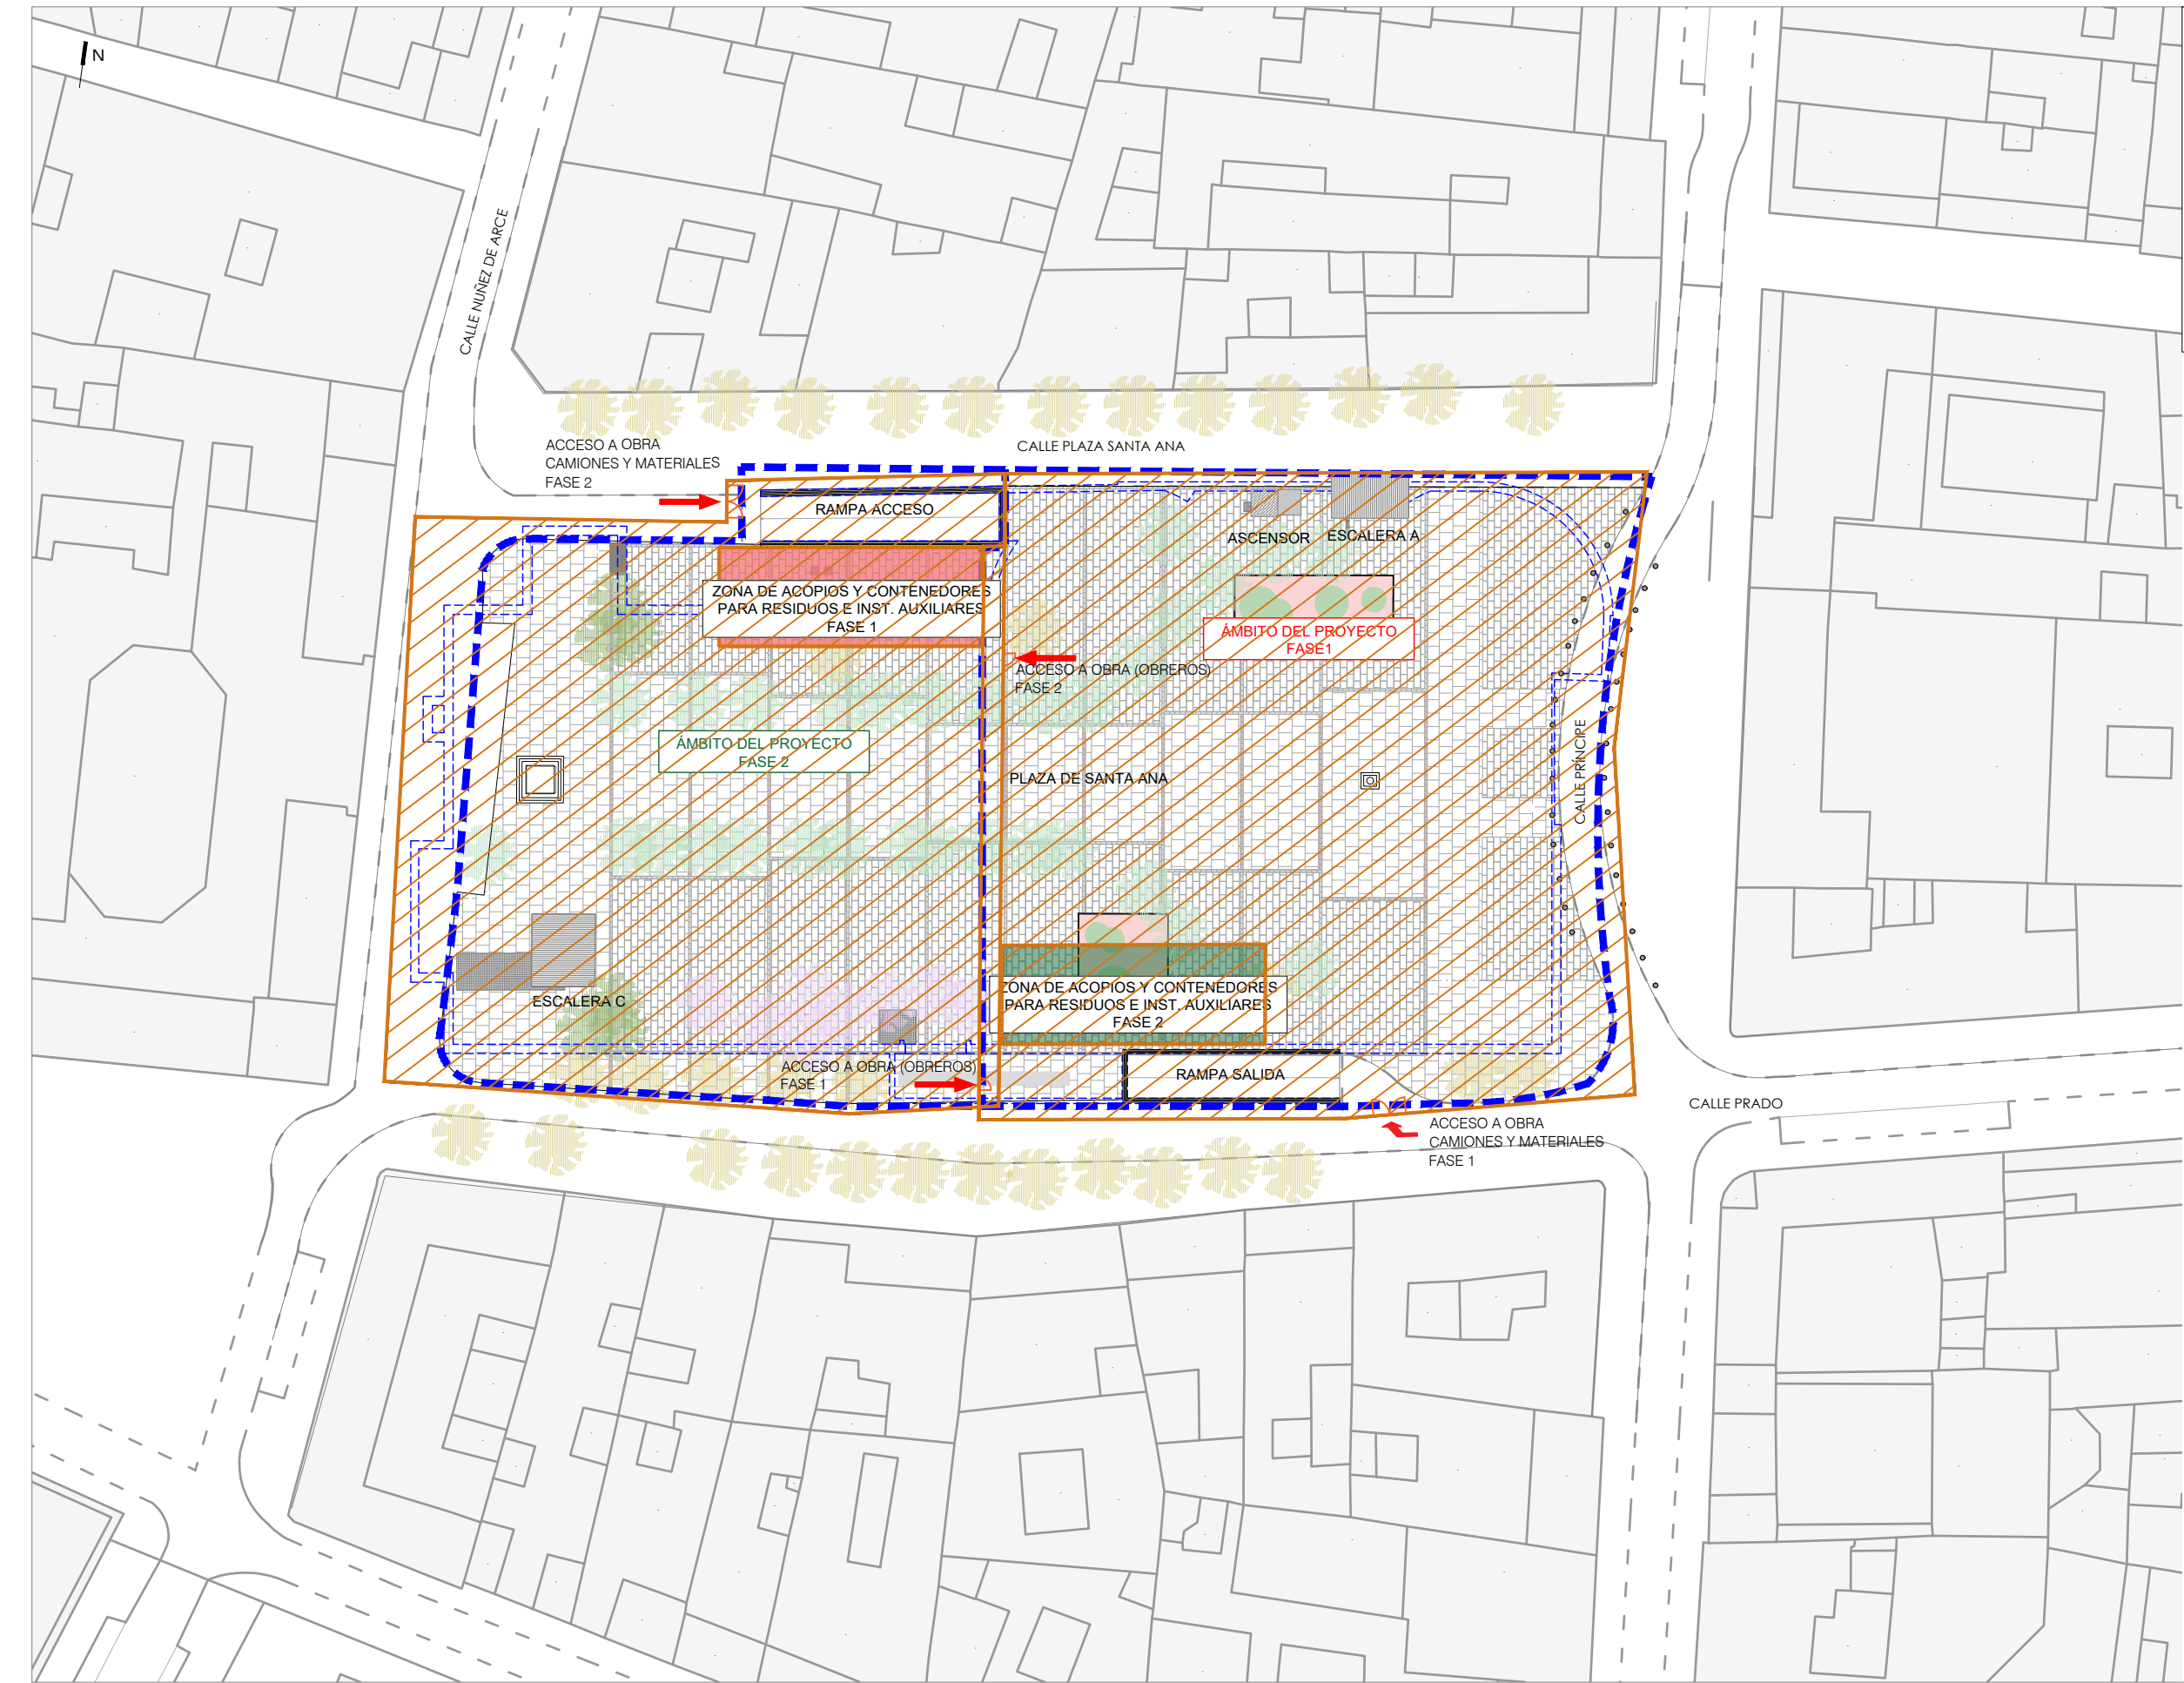 N
CALLE NUÑEZ DE ARCE
ACCESO A OBRA
CAMIONES Y MATERIALES
FASE 2
CALLE PLAZA SANTA ANA
RAMPA ACCESO
ASCENSOR
ESCALERA A
ZONA DE ACOPIOS Y CONTENEDORES
PARA RESIDUOS E INST. AUXILIARES
FASE 1
ÁMBITO DEL PROYECTO
FASE1
ACCESO A OBRA (OBREROS)
FASE 2
ÁMBITO DEL PROYECTO
FASE 2
PLAZA DE SANTA ANA
CALLE PRÍNCIPE
ESCALERA C
ZONA DE ACOPIOS Y CONTENEDORES
PARA RESIDUOS E INST. AUXILIARES
FASE 2
ACCESO A OBRA (OBREROS)
FASE 1
RAMPA SALIDA
CALLE PRADO
ACCESO A OBRA
CAMIONES Y MATERIALES
FASE 1